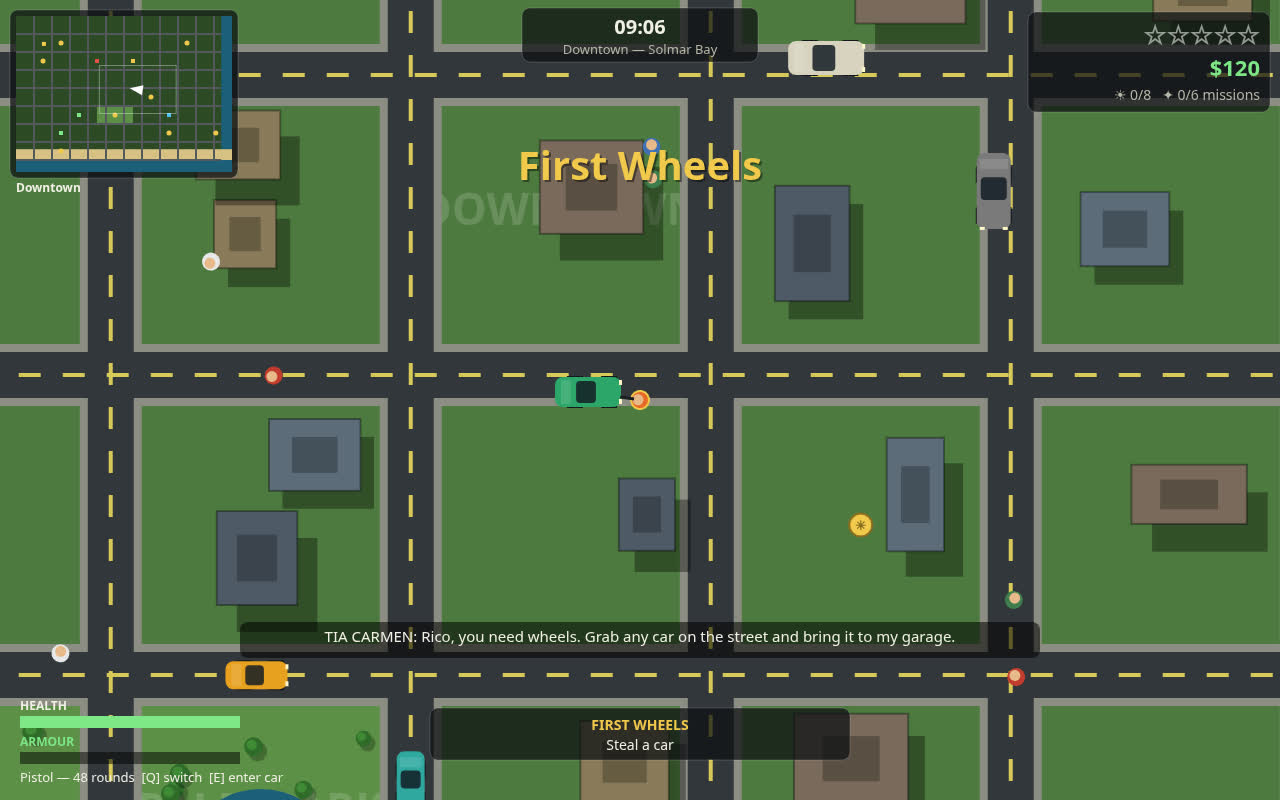 09:06
Downtown — Solmar Bay
☆☆☆☆☆
$120
☀ 0/8 ✦ 0/6 missions
Downtown
First Wheels
TIA CARMEN: Rico, you need wheels. Grab any car on the street and bring it to my garage.
HEALTH
ARMOUR
Pistol — 48 rounds [Q] switch [E] enter car
FIRST WHEELS
Steal a car